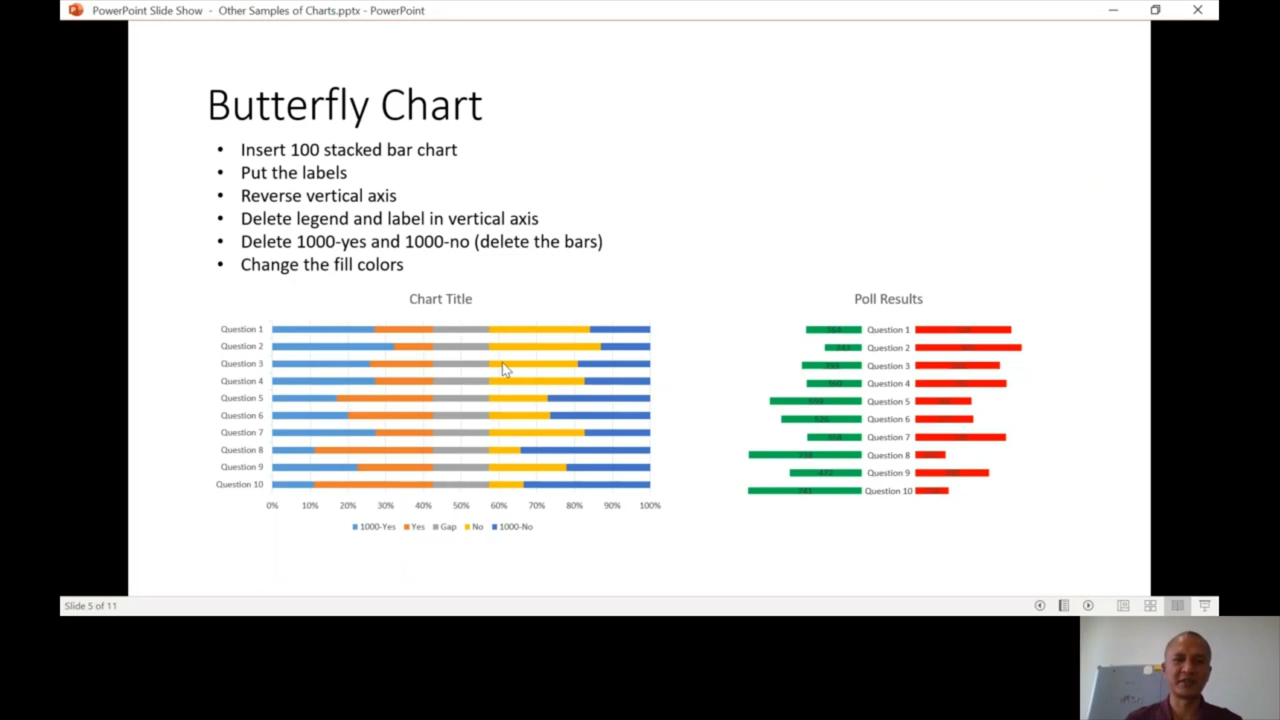 PowerPoint Slide Show - Other Samples of Charts.pptx - PowerPoint
Butterfly Chart
• Insert 100 stacked bar chart
• Put the labels
• Reverse vertical axis
• Delete legend and label in vertical axis
• Delete 1000-yes and 1000-no (delete the bars)
• Change the fill colors
Chart Title
Question 1
Question 2
Question 3
Question 4
Question 5
Question 6
Question 7
Question 8
Question 9
Question 10
0% 10% 20% 30% 40% 50% 60% 70% 80% 90% 100%
1000-Yes Yes Gap No 1000-No
Poll Results
Question 1
Question 2
Question 3
Question 4
Question 5
Question 6
Question 7
Question 8
Question 9
Question 10
Slide 5 of 11